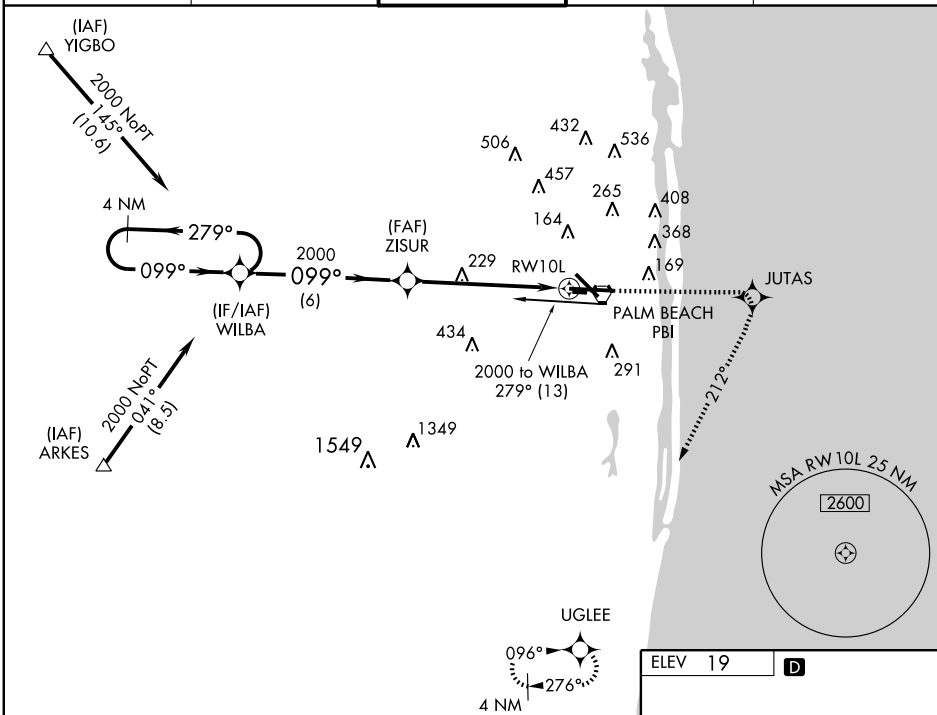 (IAF)
YIGBO
2000 NoPT
145°
(10.6)
4 NM
279°
099°
(IF/IAF)
WILBA
2000
099°
(6)
(FAF)
ZISUR
229
506
432
536
457
265
408
164
368
169
RW10L
JUTAS
PALM BEACH
PBI
434
2000 to WILBA
279° (13)
291
212°
2000 NoPT
041°
(8.5)
(IAF)
ARKES
1549
1349
MSA RW 10L 25 NM
2600
UGLEE
096°
276°
4 NM
ELEV 19
D